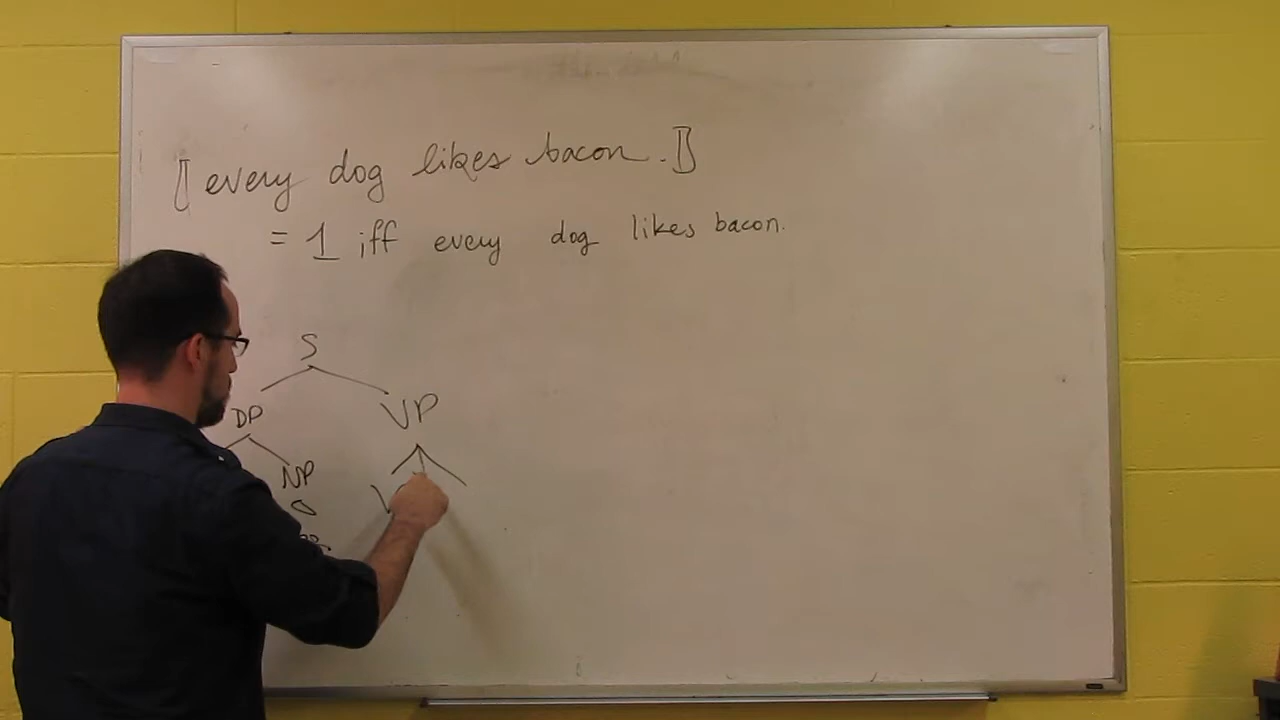 ⟦every dog likes bacon.⟧
= 1 iff every dog likes bacon.
S
DP VP
NP V